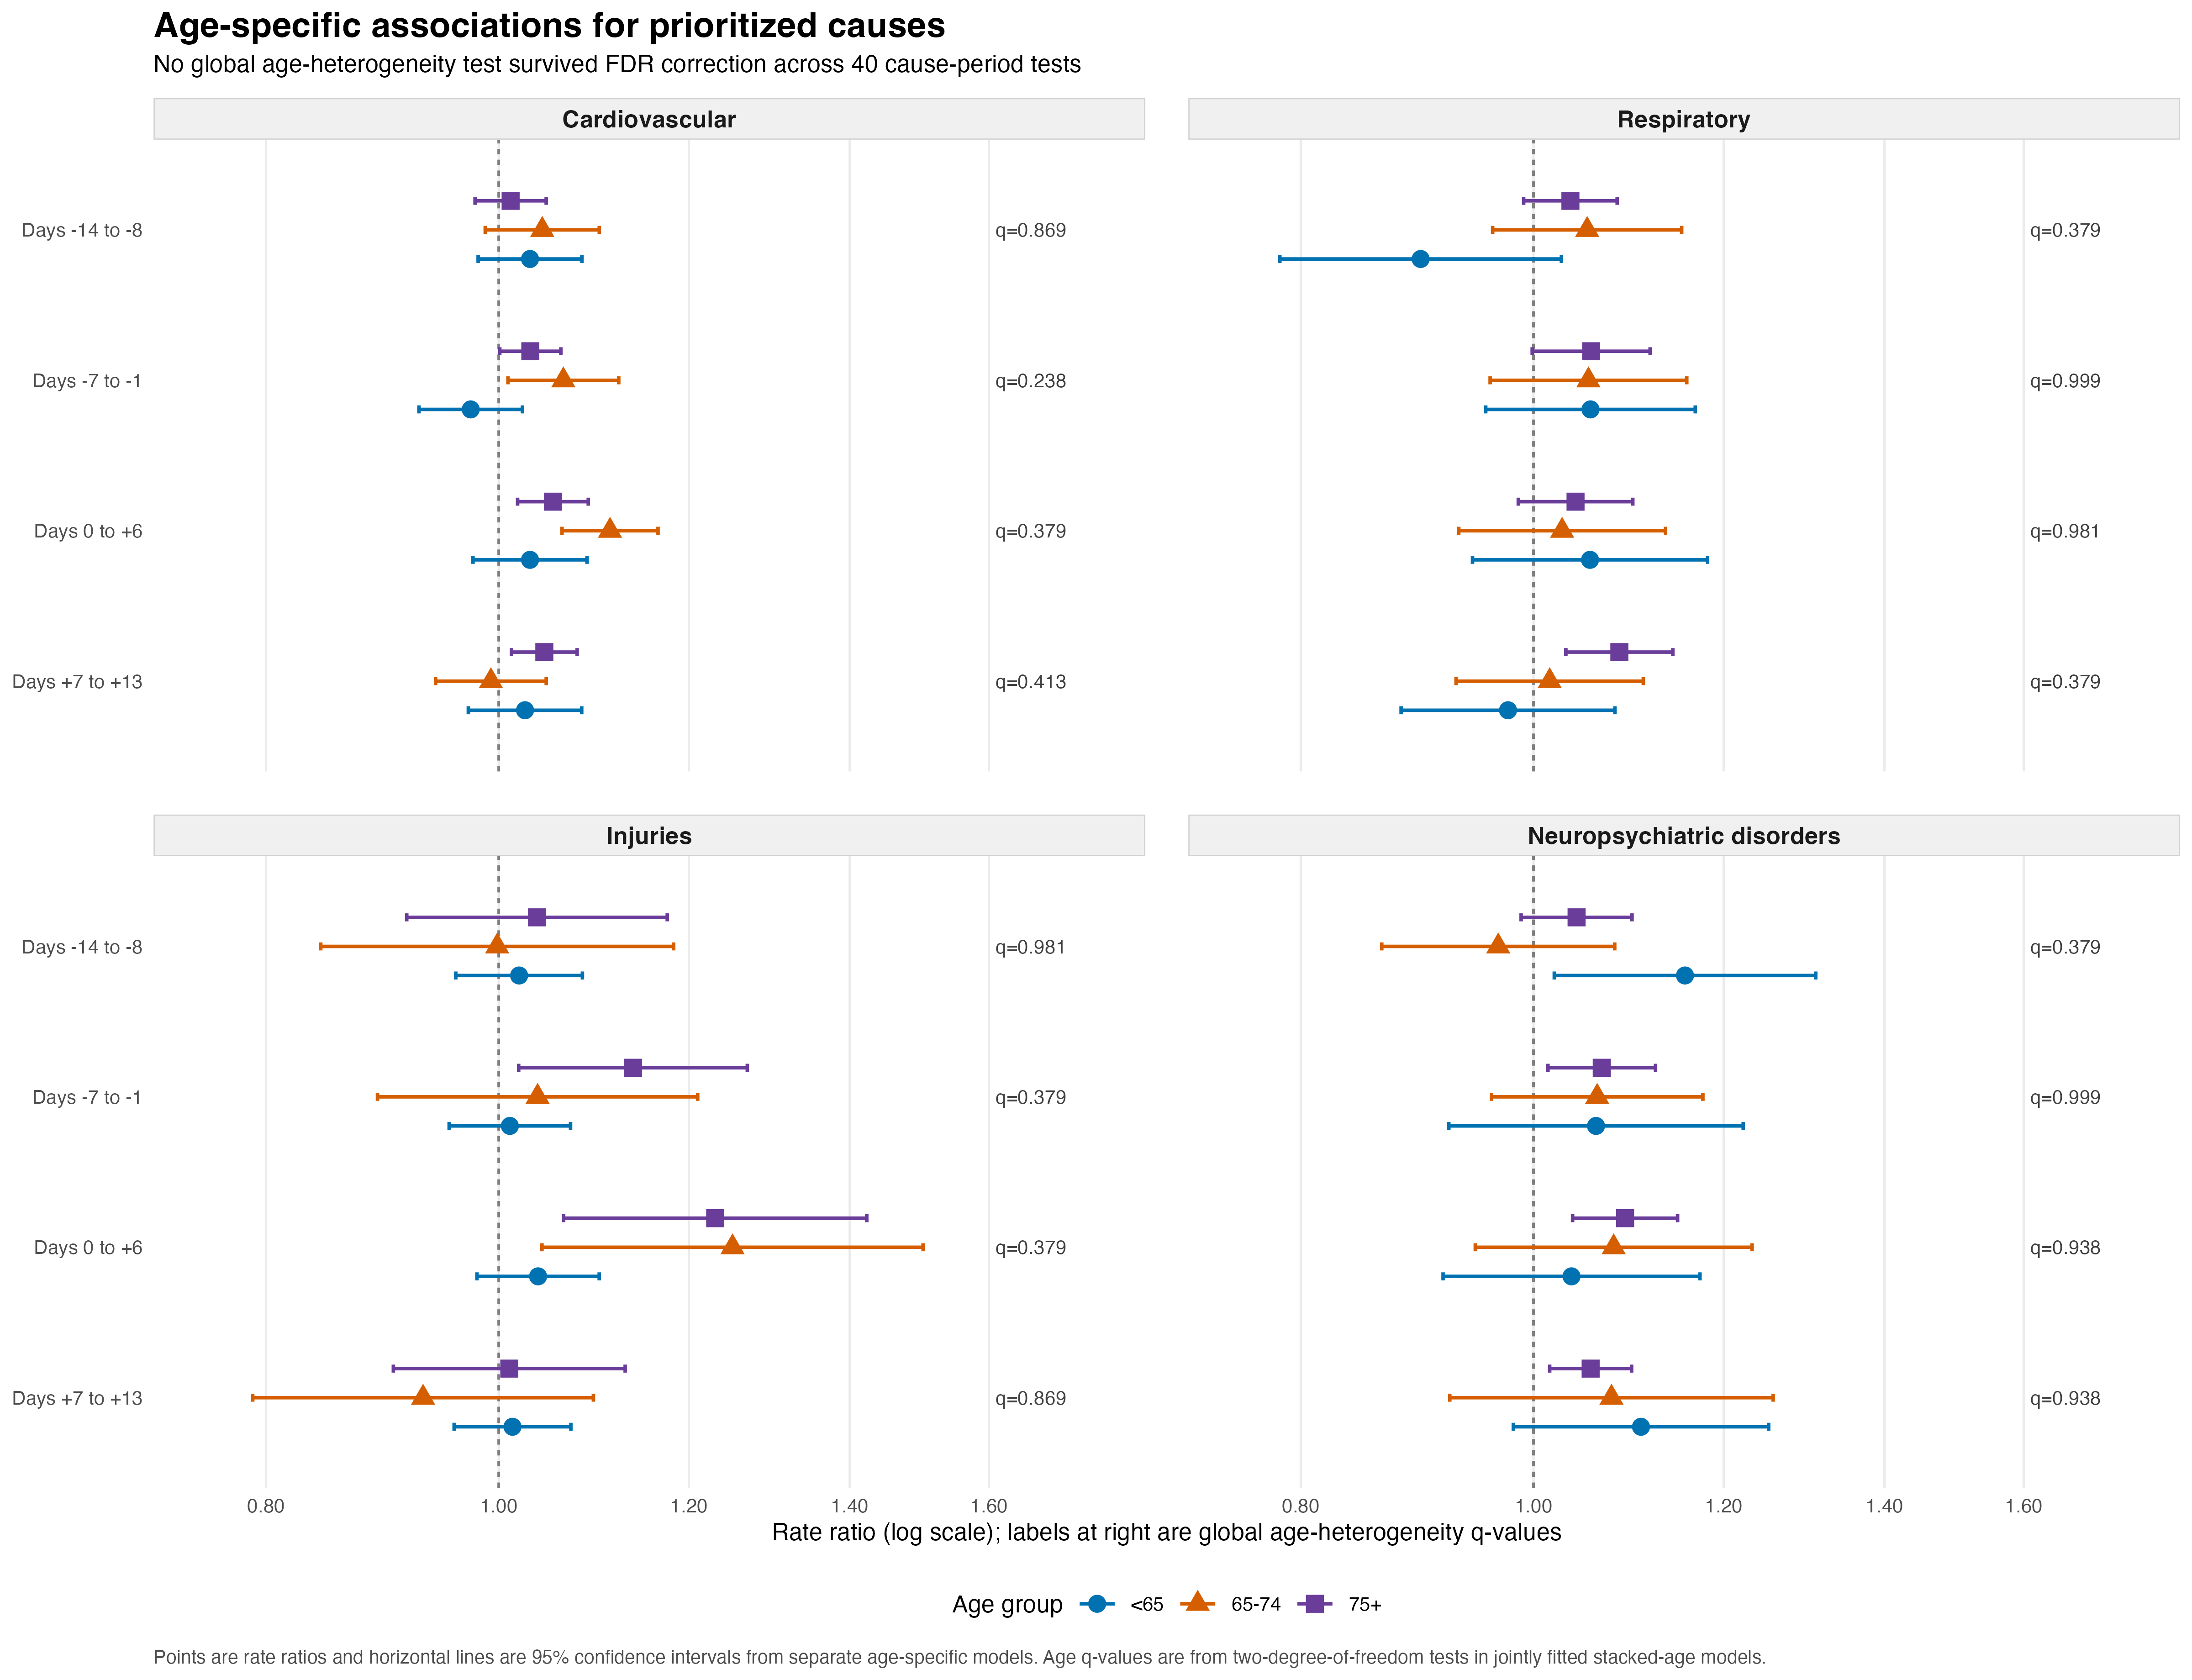 Age-specific associations for prioritized causes
No global age-heterogeneity test survived FDR correction across 40 cause-period tests
Cardiovascular
Days -14 to -8
q=0.869
Days -7 to -1
q=0.238
Days 0 to +6
q=0.379
Days +7 to +13
q=0.413
Respiratory
q=0.379
q=0.999
q=0.981
q=0.379
Injuries
Days -14 to -8
q=0.981
Days -7 to -1
q=0.379
Days 0 to +6
q=0.379
Days +7 to +13
q=0.869
0.80 1.00 1.20 1.40 1.60
Neuropsychiatric disorders
q=0.379
q=0.999
q=0.938
q=0.938
0.80 1.00 1.20 1.40 1.60
Rate ratio (log scale); labels at right are global age-heterogeneity q-values
Age group <65 65-74 75+
Points are rate ratios and horizontal lines are 95% confidence intervals from separate age-specific models. Age q-values are from two-degree-of-freedom tests in jointly fitted stacked-age models.